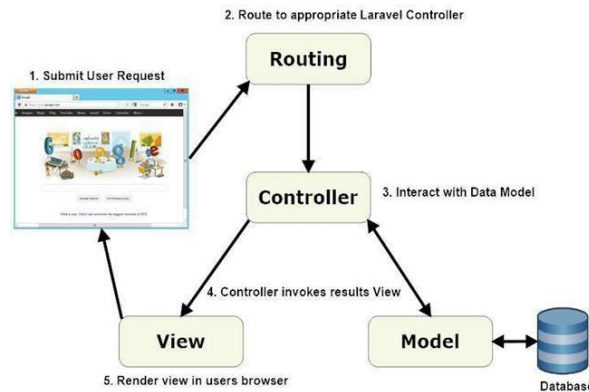 2. Route to appropriate Laravel Controller
Routing
1. Submit User Request
Google
Controller
3. Interact with Data Model
4. Controller invokes results View
View
Model
5. Render view in users browser
Database